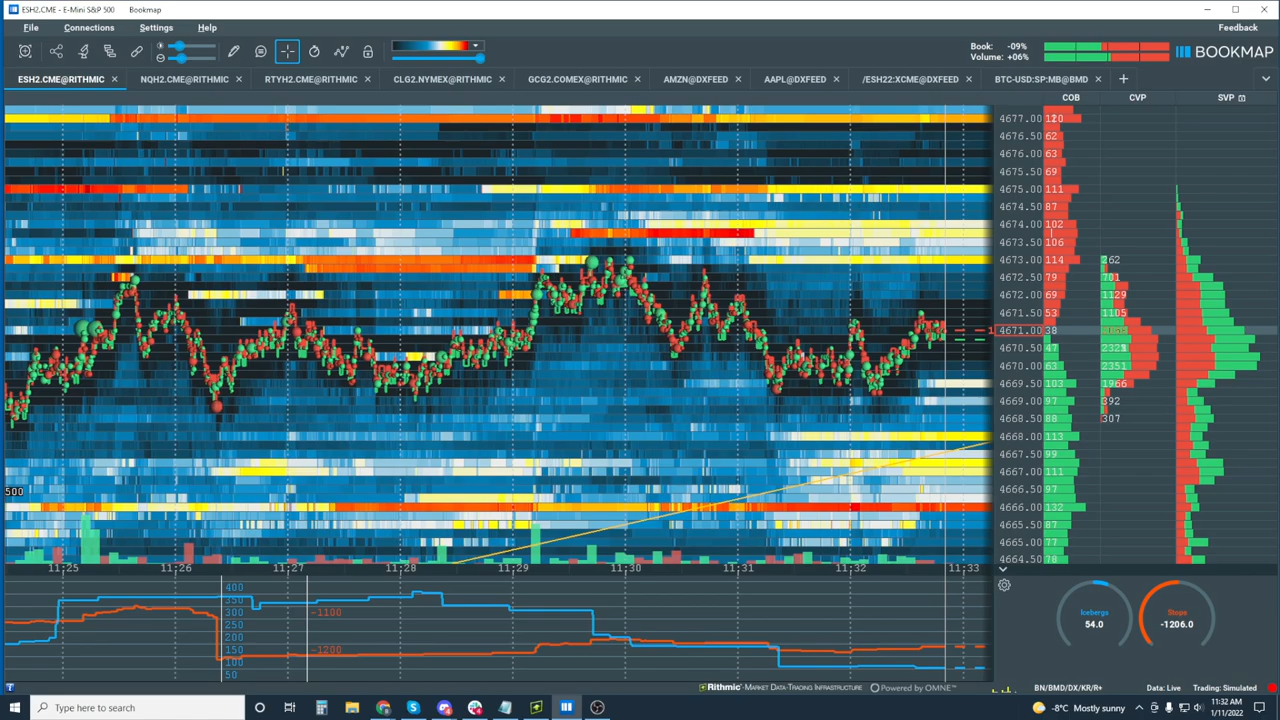 ESH2.CME - E-Mini S&P 500 Bookmap
File Connections Settings Help Feedback
Book: -09%
Volume: +06%
BOOKMAP
ESH2.CME@RITHMIC NQH2.CME@RITHMIC RTYH2.CME@RITHMIC CLG2.NYMEX@RITHMIC GCG2.COMEX@RITHMIC AMZN@DXFEED AAPL@DXFEED /ESH22:XCME@DXFEED BTC-USD:SP:MB@BMD
COB CVP SVP
4677.00 120
4676.50 62
4676.00 63
4675.50 69
4675.00 111
4674.50 87
4674.00 102
4673.50 106
4673.00 114 262
4672.50 79 701
4672.00 69 1129
4671.50 53 1105
4671.00 38
4670.50 47
4670.00 63 2351
4669.50 103 1966
4669.00 97 392
4668.50 88 307
4668.00 113
4667.50 99
4667.00 111
4666.50 97
500
4666.00 132
4665.50 87
4665.00 77
4664.50 78
11:25 11:26 11:27 11:28 11:29 11:30 11:31 11:32 11:33
400
350
300 -1100
250
200
150 -1200
100
50
Icebergs
54.0
Stops
-1206.0
Rithmic-Market Data-Trading Infrastructure Powered by OMNE™ BN/BMD/DX/KR/R+ Data: Live Trading: Simulated
Type here to search
-8°C Mostly sunny
11:32 AM
1/11/2022